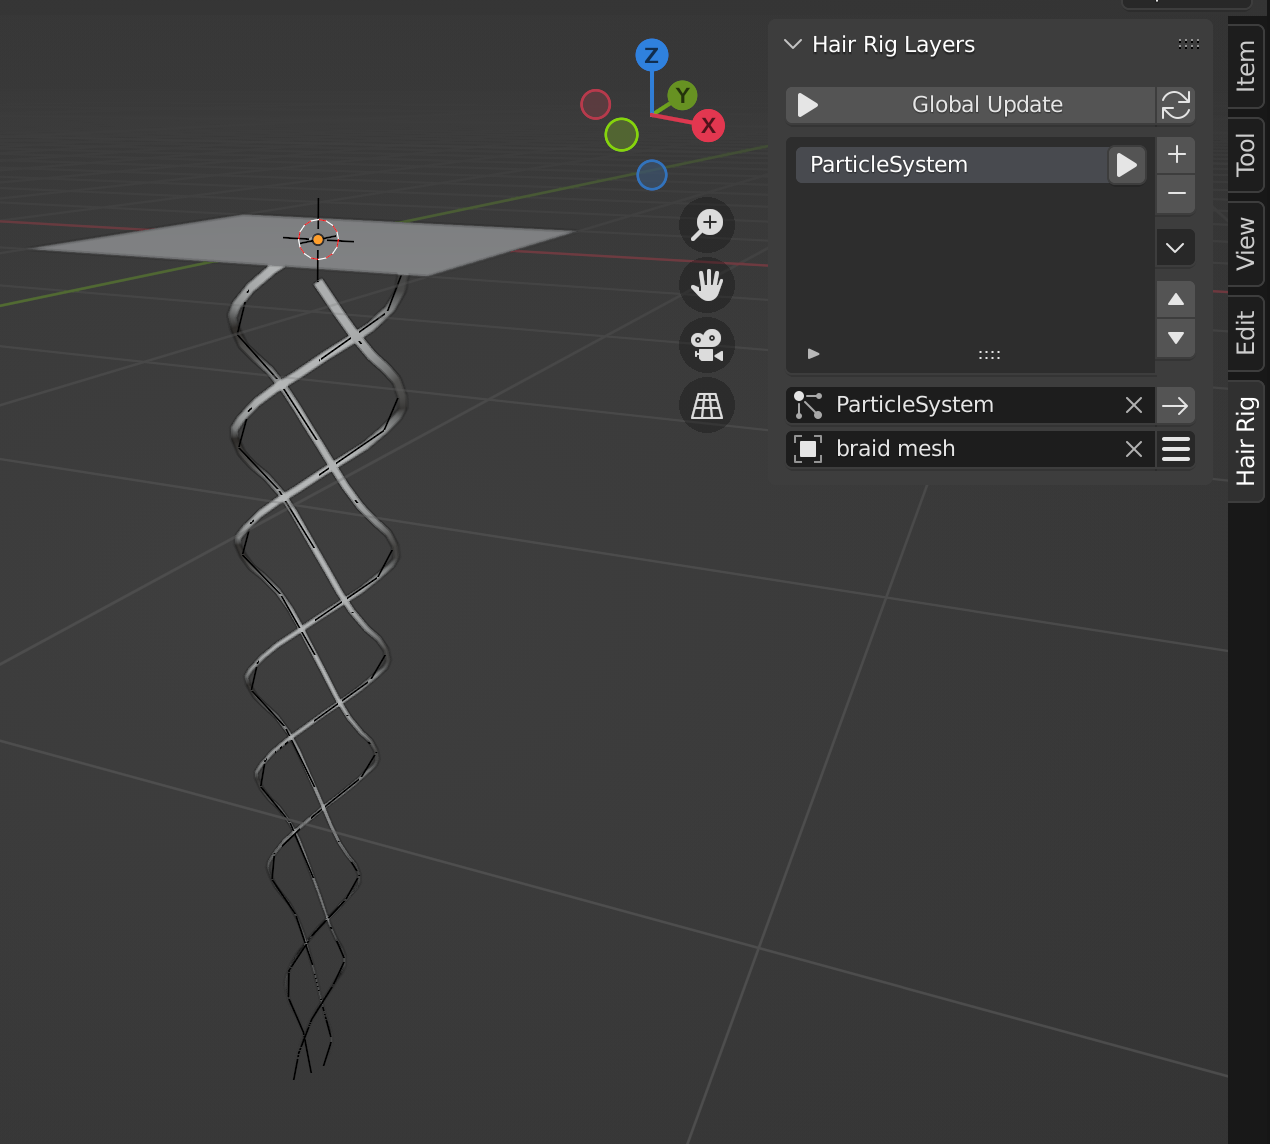 Hair Rig Layers
Global Update
ParticleSystem
ParticleSystem
braid mesh
Z
Y
X
Item
Tool
View
Edit
Hair Rig